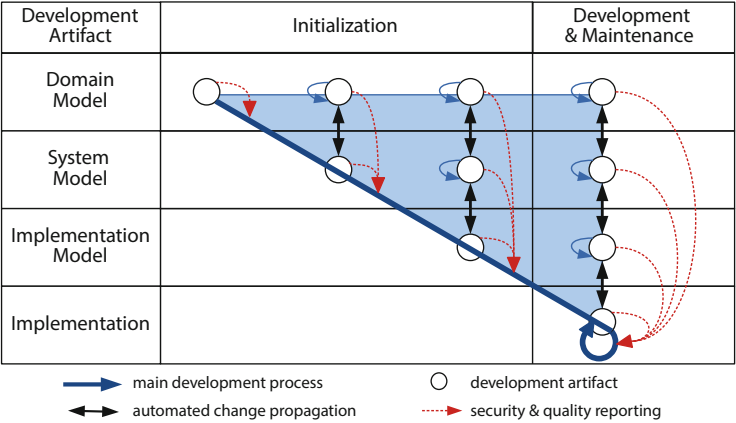 Development
Artifact
Initialization
Development
& Maintenance
Domain
Model
System
Model
Implementation
Model
Implementation
main development process
development artifact
automated change propagation
security & quality reporting